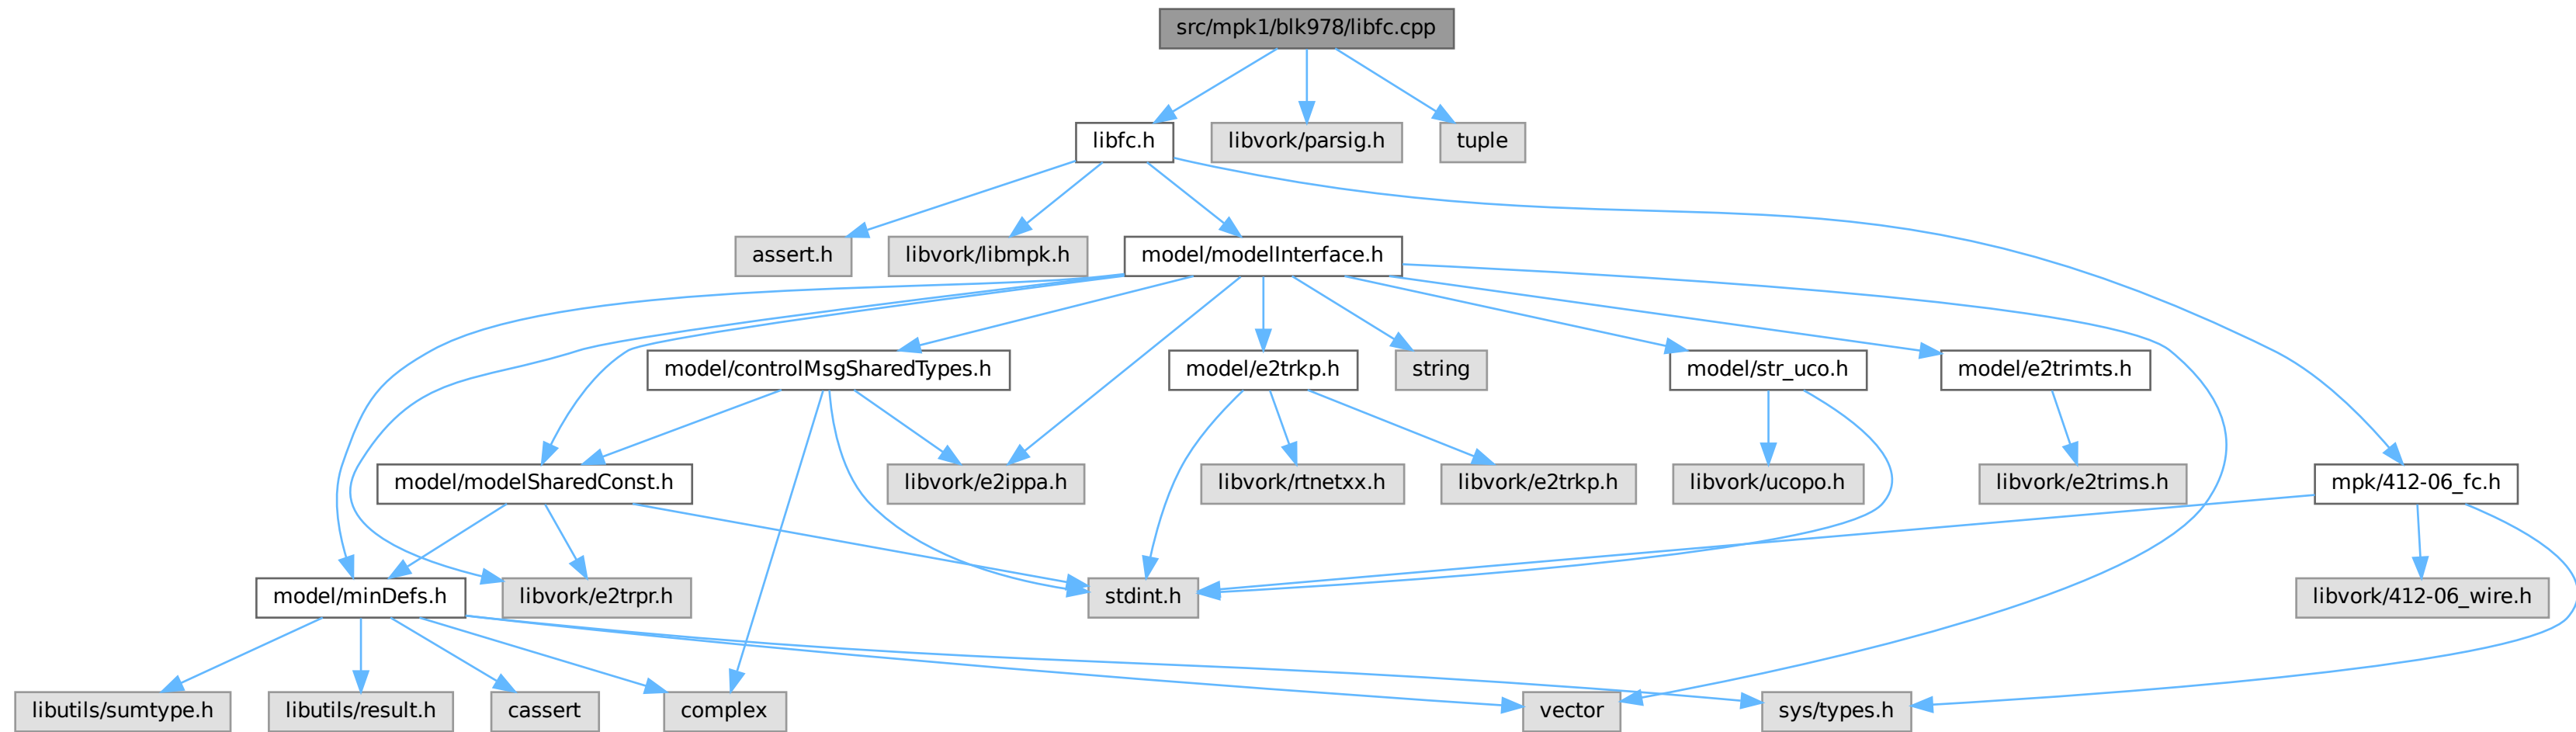 src/mpk1/blk978/libfc.cpp
libfc.h
libvork/parsig.h
tuple
assert.h
libvork/libmpk.h
model/modelInterface.h
model/controlMsgSharedTypes.h
model/e2trkp.h
string
model/str_uco.h
model/e2trimts.h
model/modelSharedConst.h
libvork/e2ippa.h
libvork/rtnetxx.h
libvork/e2trkp.h
libvork/ucopo.h
libvork/e2trims.h
mpk/412-06_fc.h
model/minDefs.h
libvork/e2trpr.h
stdint.h
libvork/412-06_wire.h
libutils/sumtype.h
libutils/result.h
cassert
complex
vector
sys/types.h